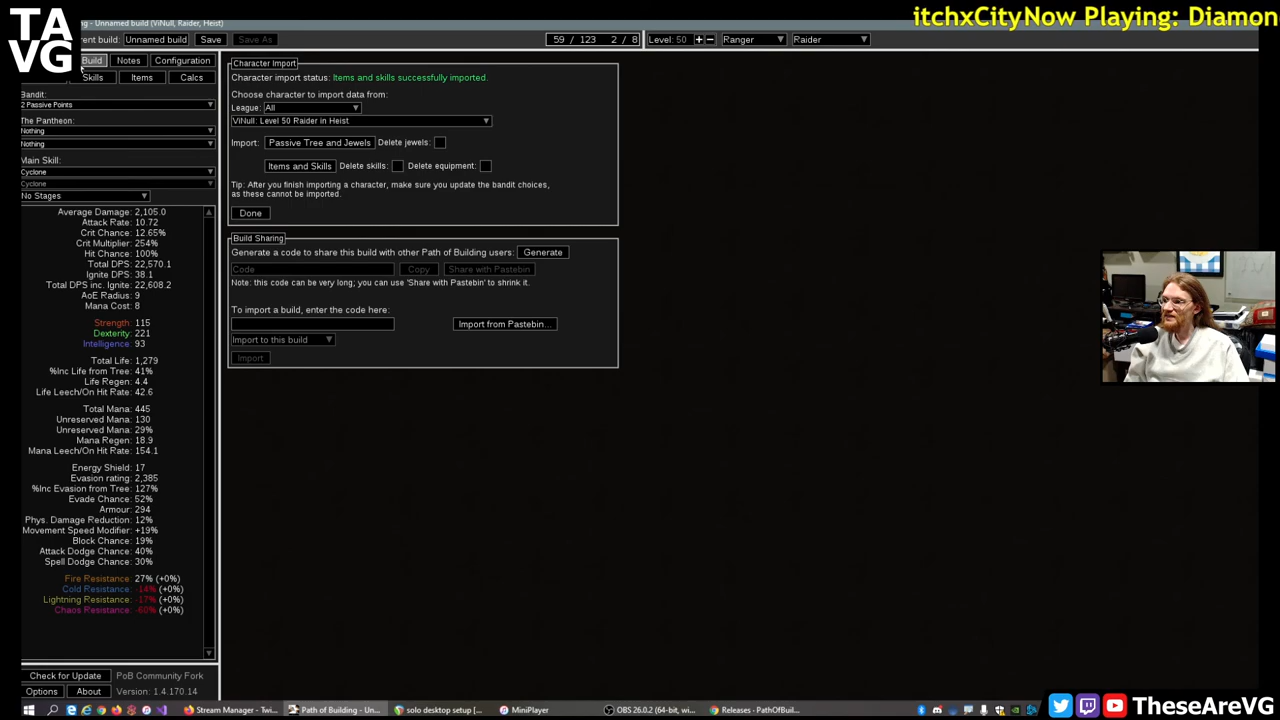 itchxCityNow Playing: Diamon
TA
VG
ng - Unnamed build (ViNull, Raider, Heist)
rent build: Unnamed build Save Save As 59 / 123 2 / 8 Level: 50 + – Ranger Raider
Build Notes Configuration
Skills Items Calcs
Bandit:
2 Passive Points
The Pantheon:
Nothing
Nothing
Main Skill:
Cyclone
Cyclone
No Stages
Average Damage: 2,105.0
Attack Rate: 10.72
Crit Chance: 12.65%
Crit Multiplier: 254%
Hit Chance: 100%
Total DPS: 22,570.1
Ignite DPS: 38.1
Total DPS inc. Ignite: 22,608.2
AoE Radius: 9
Mana Cost: 8
Strength: 115
Dexterity: 221
Intelligence: 93
Total Life: 1,279
%Inc Life from Tree: 41%
Life Regen: 4.4
Life Leech/On Hit Rate: 42.6
Total Mana: 445
Unreserved Mana: 130
Unreserved Mana: 29%
Mana Regen: 18.9
Mana Leech/On Hit Rate: 154.1
Energy Shield: 17
Evasion rating: 2,385
%Inc Evasion from Tree: 127%
Evade Chance: 52%
Armour: 294
Phys. Damage Reduction: 12%
Movement Speed Modifier: +19%
Block Chance: 19%
Attack Dodge Chance: 40%
Spell Dodge Chance: 30%
Fire Resistance: 27% (+0%)
Cold Resistance: -14% (+0%)
Lightning Resistance: -17% (+0%)
Chaos Resistance: -60% (+0%)
Check for Update PoB Community Fork
Options About Version: 1.4.170.14
Character Import
Character import status: Items and skills successfully imported.
Choose character to import data from:
League: All
ViNull: Level 50 Raider in Heist
Import: Passive Tree and Jewels Delete jewels:
Items and Skills Delete skills: Delete equipment:
Tip: After you finish importing a character, make sure you update the bandit choices,
as these cannot be imported.
Done
Build Sharing
Generate a code to share this build with other Path of Building users: Generate
Code Copy Share with Pastebin
Note: this code can be very long; you can use 'Share with Pastebin' to shrink it.
To import a build, enter the code here:
Import from Pastebin...
Import to this build
Import
Stream Manager - Twi... Path of Building - Un... solo desktop setup [... MiniPlayer OBS 26.0.2 (64-bit, wi... Releases · PathOfBuil... TheseAreVG